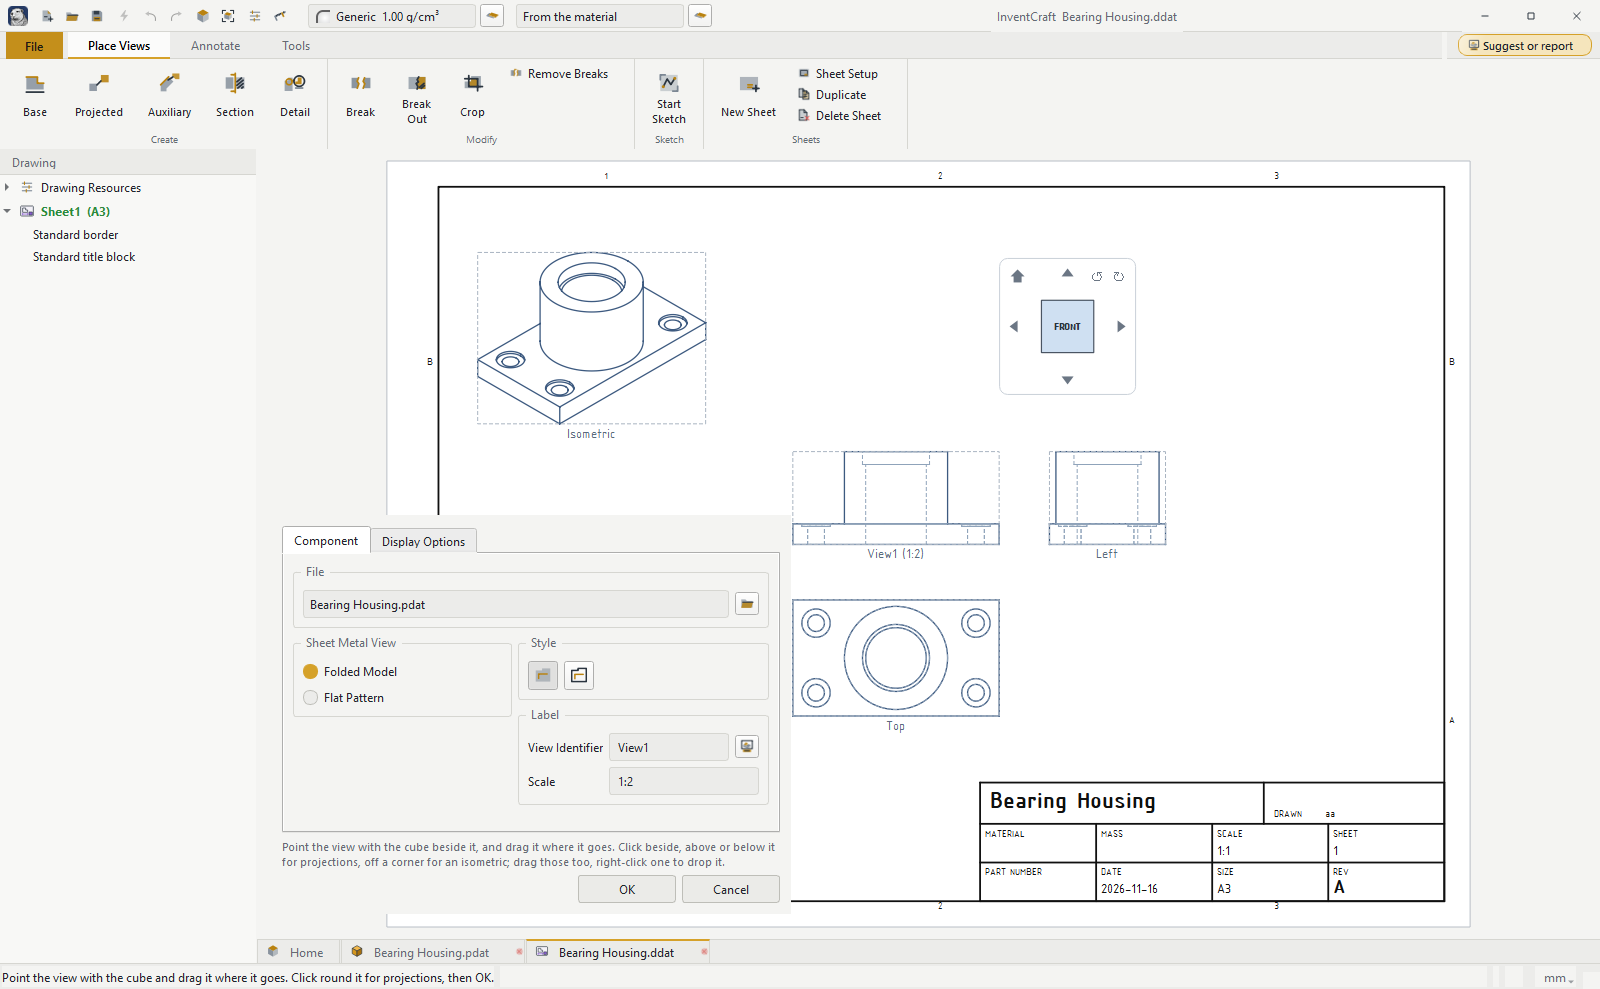 Generic 1.00 g/cm³
From the material
InventCraft Bearing Housing.ddat
File
Place Views
Annotate
Tools
Suggest or report
Base
Projected
Auxiliary
Section
Detail
Create
Break
Break Out
Crop
Remove Breaks
Modify
Start Sketch
Sketch
New Sheet
Sheet Setup
Duplicate
Delete Sheet
Sheets
Drawing
Drawing Resources
Sheet1 (A3)
Standard border
Standard title block
1
2
3
B
B
A
FRONT
Isometric
View1 (1:2)
Left
Top
Component
Display Options
File
Bearing Housing.pdat
Sheet Metal View
Folded Model
Flat Pattern
Style
Label
View Identifier
View1
Scale
1:2
Point the view with the cube beside it, and drag it where it goes. Click beside, above or below it
for projections, off a corner for an isometric; drag those too, right-click one to drop it.
OK
Cancel
Bearing Housing
DRAWN aa
MATERIAL
MASS
SCALE
1:1
SHEET
1
PART NUMBER
DATE
2026-11-16
SIZE
A3
REV
A
2
3
Home
Bearing Housing.pdat
Bearing Housing.ddat
Point the view with the cube and drag it where it goes. Click round it for projections, then OK.
mm